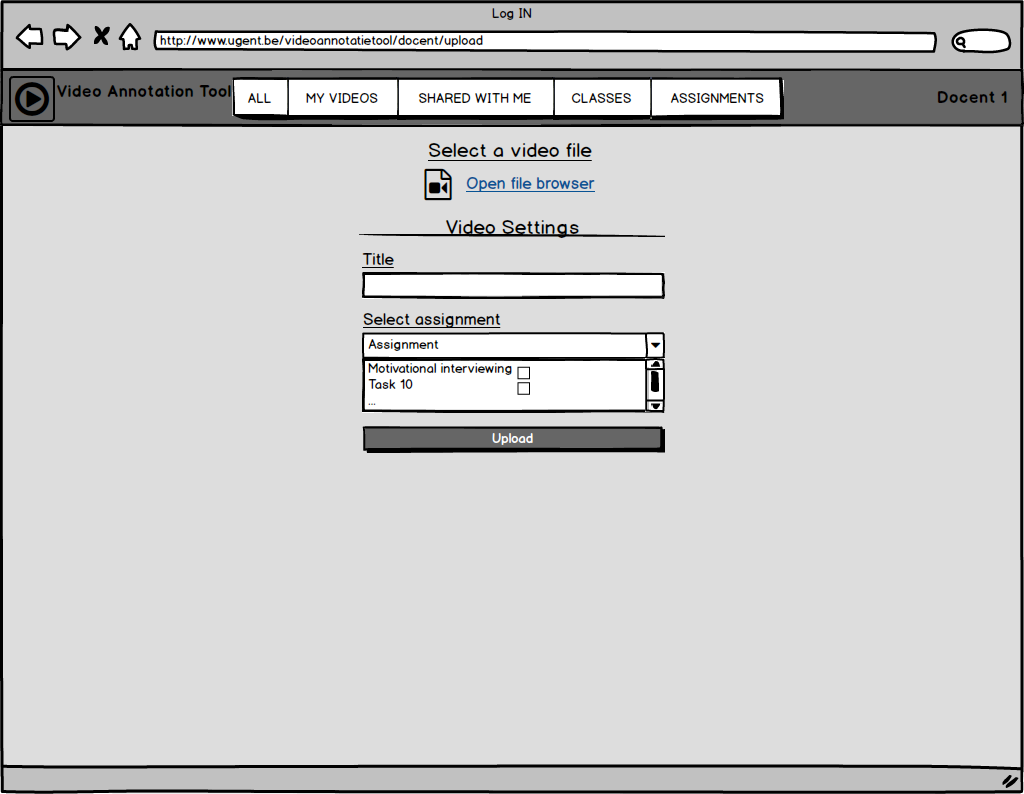 Log IN
http://www.ugent.be/videoannotatietool/docent/upload
Video Annotation Tool
ALL
MY VIDEOS
SHARED WITH ME
CLASSES
ASSIGNMENTS
Docent 1
Select a video file
Open file browser
Video Settings
Title
Select assignment
Assignment
Motivational interviewing
Task 10
...
Upload